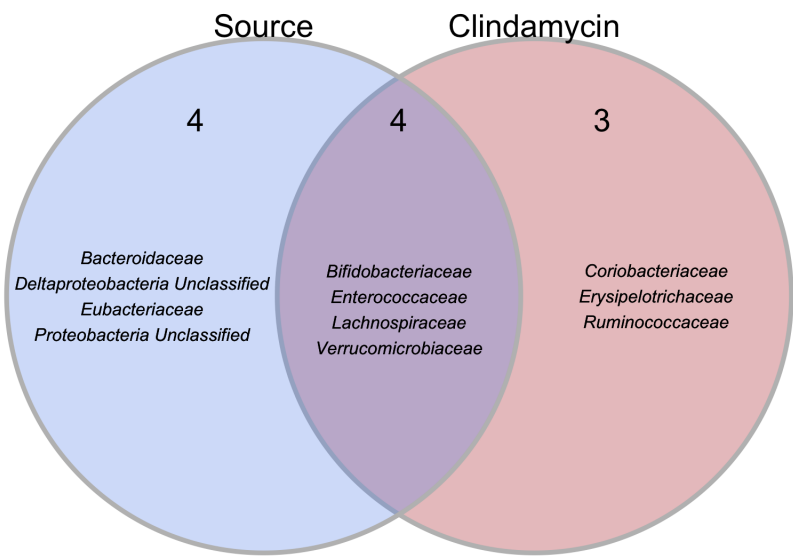 Source
Clindamycin
4
4
3
Bacteroidaceae
Deltaproteobacteria Unclassified
Eubacteriaceae
Proteobacteria Unclassified
Bifidobacteriaceae
Enterococcaceae
Lachnospiraceae
Verrucomicrobiaceae
Coriobacteriaceae
Erysipelotrichaceae
Ruminococcaceae